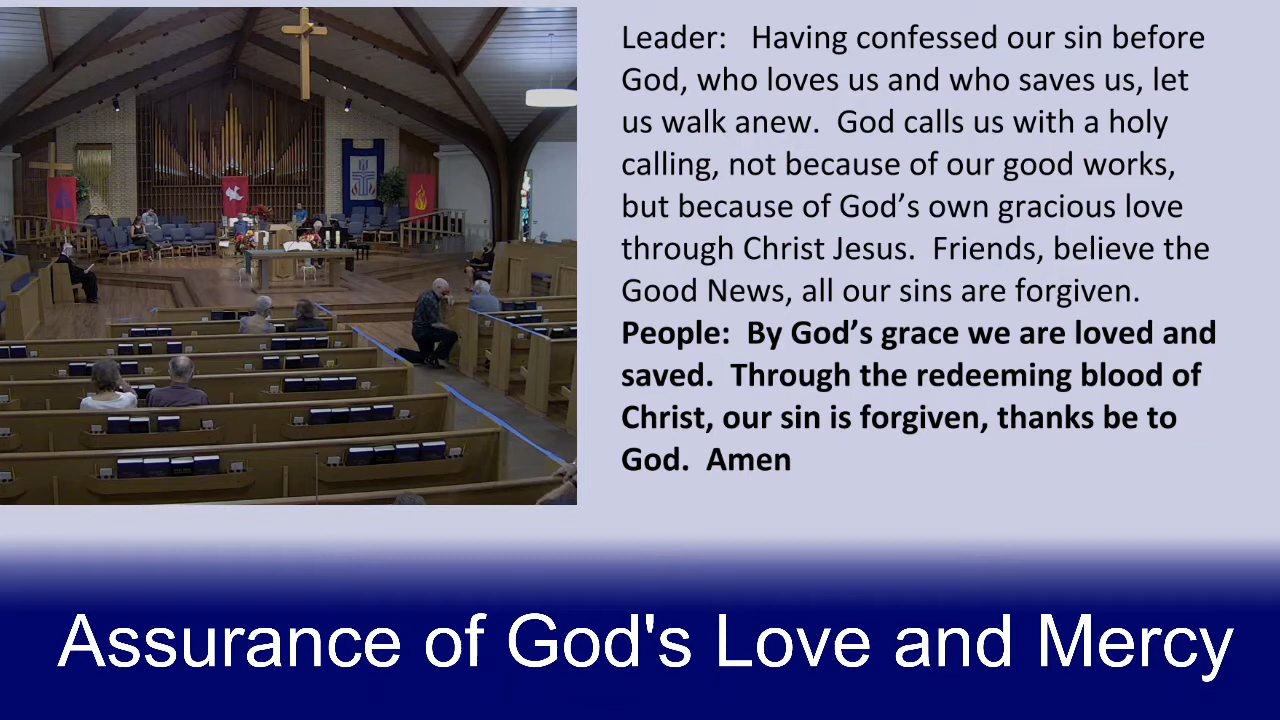 Leader:   Having confessed our sin before
God, who loves us and who saves us, let
us walk anew.  God calls us with a holy
calling, not because of our good works,
but because of God’s own gracious love
through Christ Jesus.  Friends, believe the
Good News, all our sins are forgiven.
People:  By God’s grace we are loved and
saved.  Through the redeeming blood of
Christ, our sin is forgiven, thanks be to
God.  Amen
Assurance of God's Love and Mercy